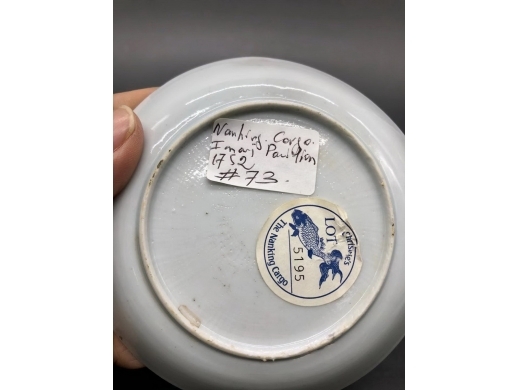 Nanking Cargo.
Imari Pavilion
1752
#73.
Christie's
LOT
5195
The Nanking Cargo